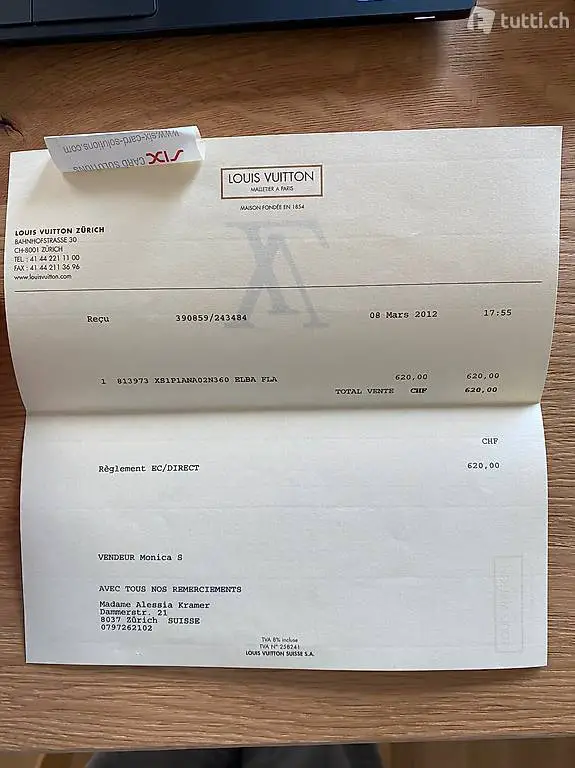 tutti.ch
www.six-card-solutions.com
SIX CARD SOLUTIONS
LOUIS VUITTON
MALLETIER A PARIS
MAISON FONDÉE EN 1854
LOUIS VUITTON ZÜRICH
BAHNHOFSTRASSE 30
CH-8001 ZÜRICH
TEL : 41 44 221 11 00
FAX : 41 44 211 36 96
www.louisvuitton.com
Reçu 390859/243484 08 Mars 2012 17:55
1 813973 XS1P1ANA02N360 ELBA FLA 620,00 620,00
TOTAL VENTE CHF 620,00
CHF
Règlement EC/DIRECT 620,00
VENDEUR Monica S
AVEC TOUS NOS REMERCIEMENTS
Madame Alessia Kramer
Dammerstr. 21
8037 Zürich SUISSE
0797262102
TVA 8% incluse
TVA N° 258241
LOUIS VUITTON SUISSE S.A.